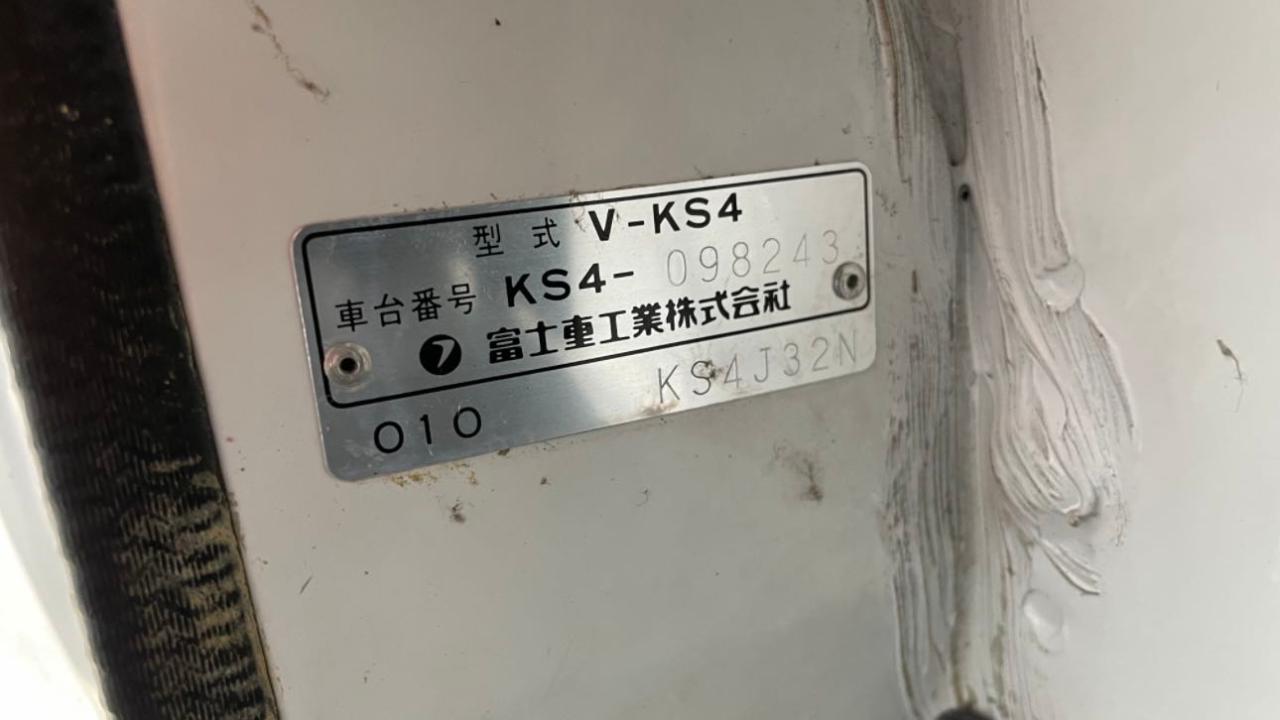 型式 V-KS4
車台番号 KS4-098243
フ 富士重工業株式会社
010 KS4J32N